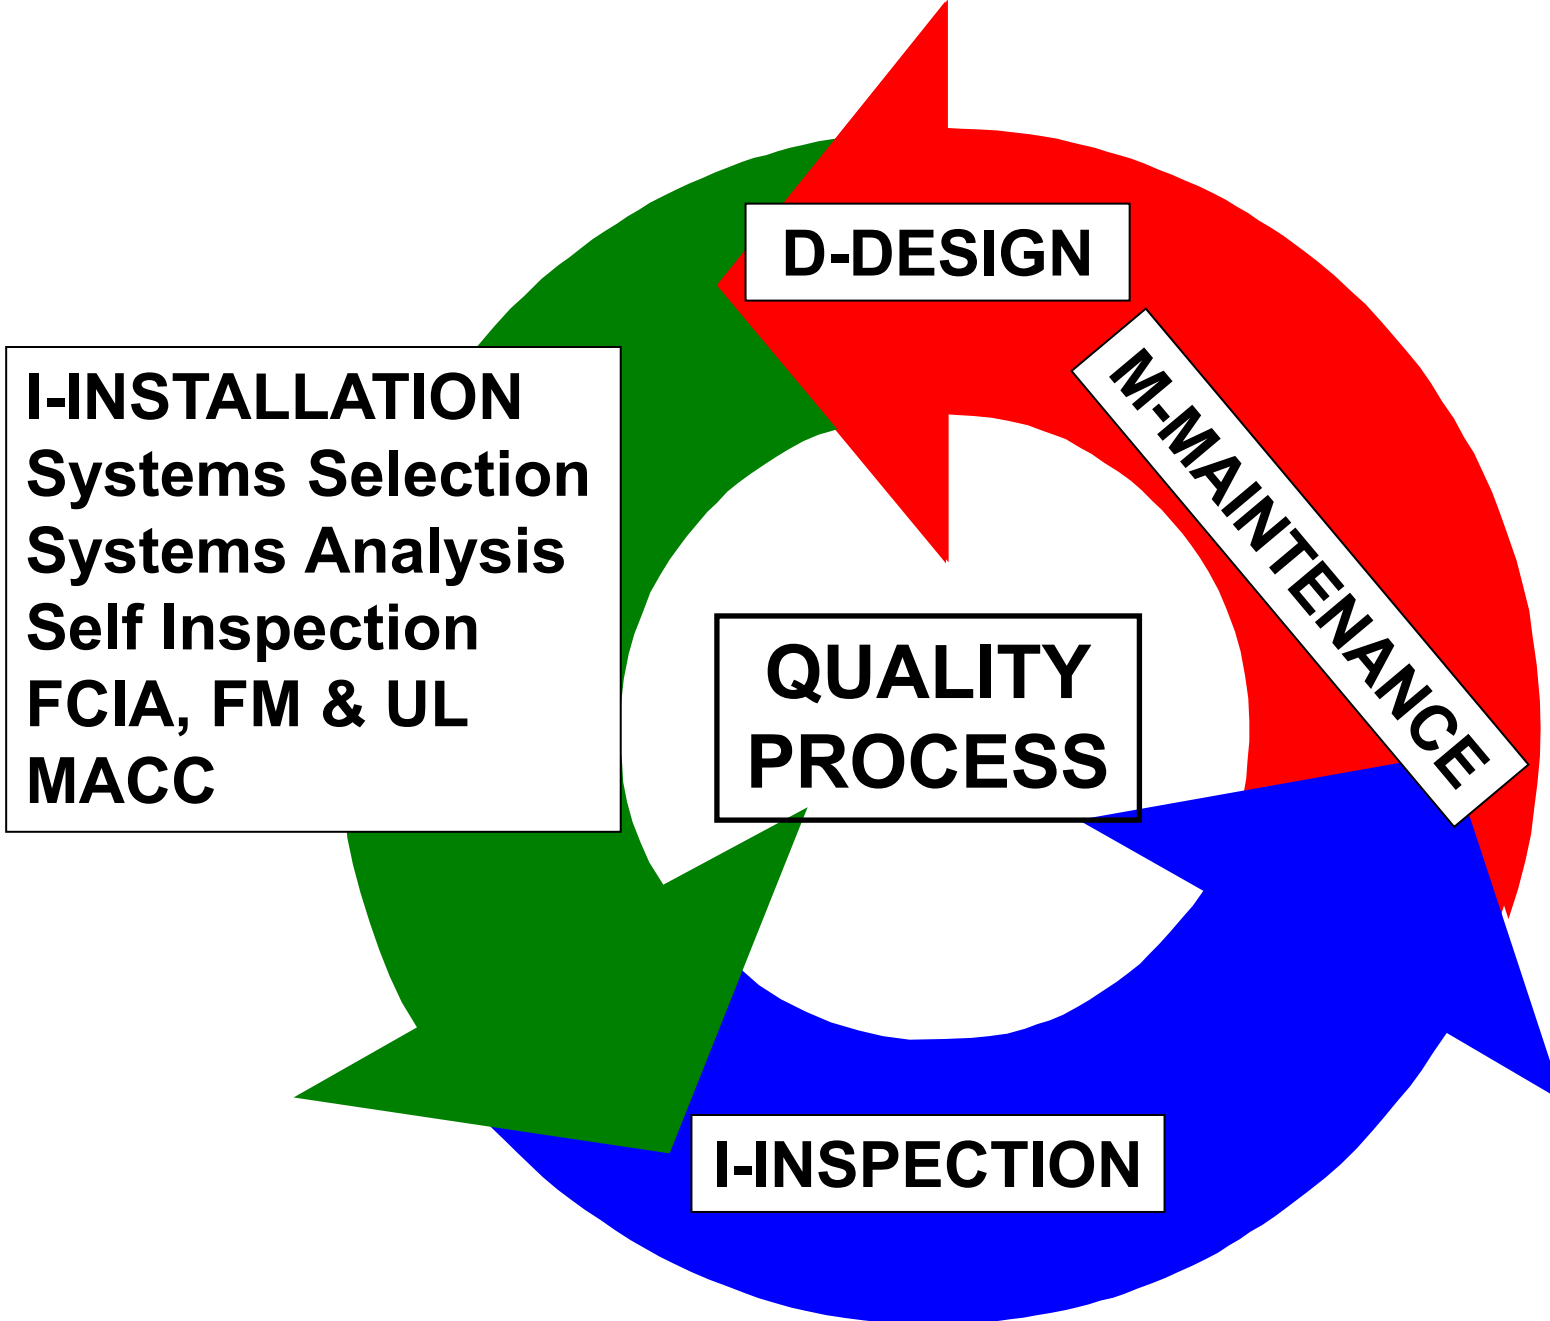 D-DESIGN
M-MAINTENANCE
I-INSTALLATION
Systems Selection
Systems Analysis
Self Inspection
FCIA, FM & UL
MACC
QUALITY
PROCESS
I-INSPECTION